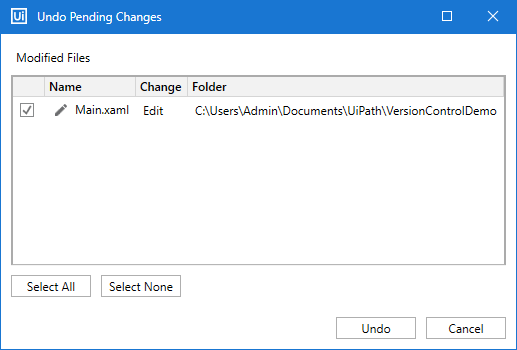 Ui Undo Pending Changes
Modified Files
Name Change Folder
Main.xaml Edit C:\Users\Admin\Documents\UiPath\VersionControlDemo
Select All Select None
Undo Cancel